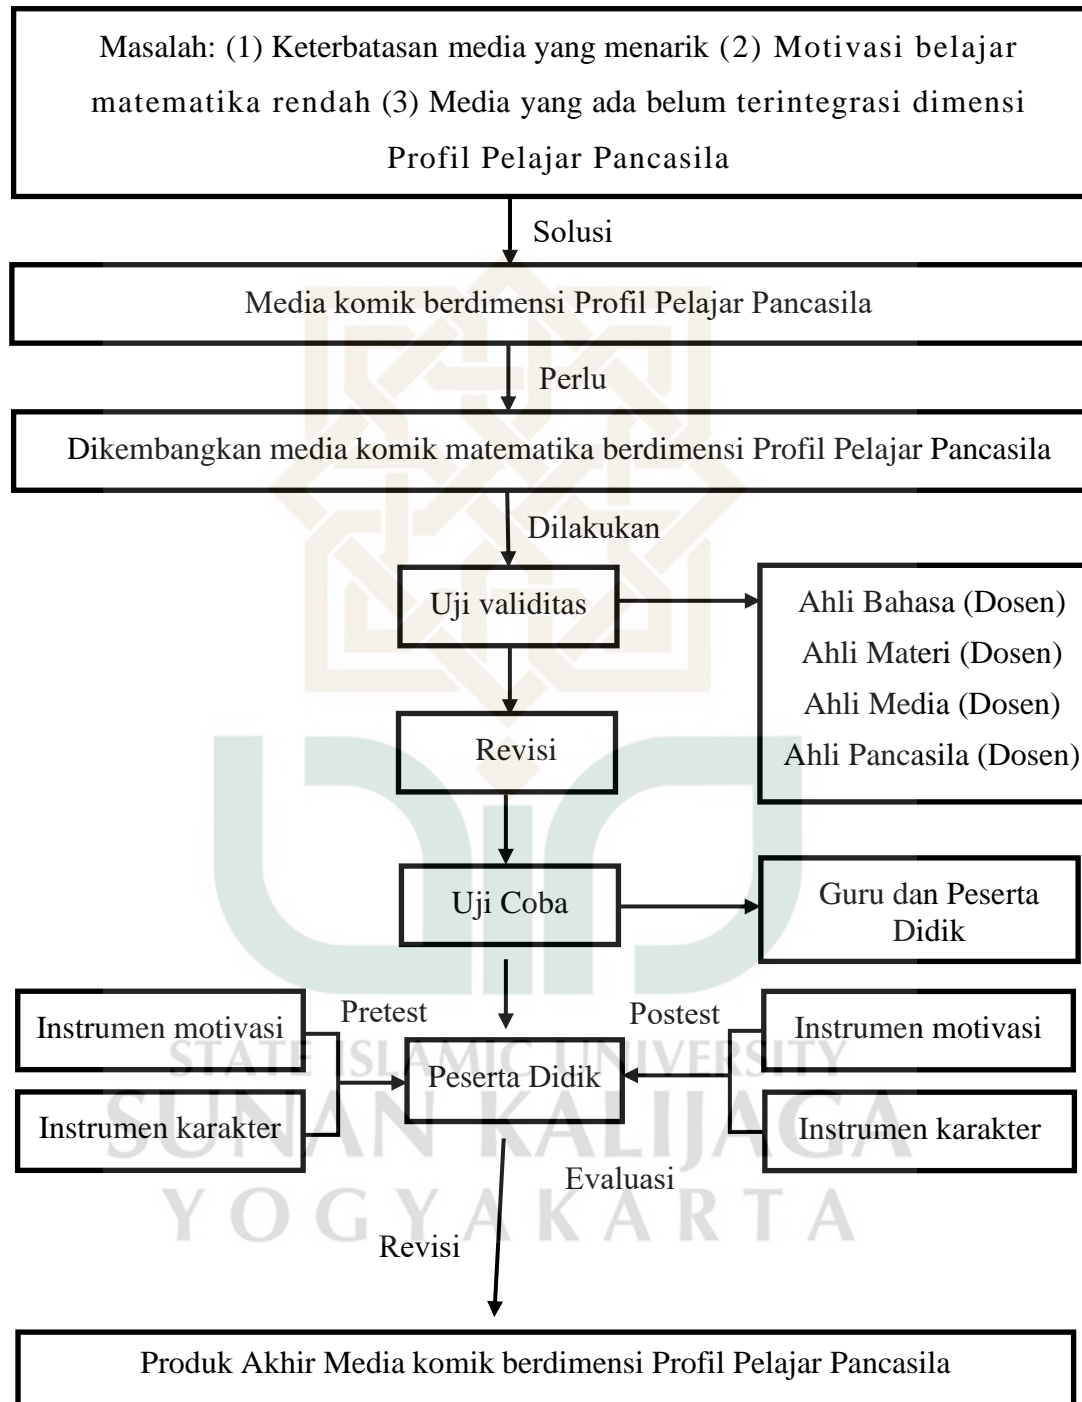 Masalah: (1) Keterbatasan media yang menarik (2) Motivasi belajar
matematika rendah (3) Media yang ada belum terintegrasi dimensi
Profil Pelajar Pancasila
Solusi
Media komik berdimensi Profil Pelajar Pancasila
Perlu
Dikembangkan media komik matematika berdimensi Profil Pelajar Pancasila
Dilakukan
Uji validitas
Ahli Bahasa (Dosen)
Ahli Materi (Dosen)
Ahli Media (Dosen)
Ahli Pancasila (Dosen)
Revisi
Uji Coba
Guru dan Peserta
Didik
Instrumen motivasi
Pretest
Postest
Instrumen motivasi
Peserta Didik
Instrumen karakter
Instrumen karakter
STATE ISLAMIC UNIVERSITY
SUNAN KALIJAGA
YOGYAKARTA
Evaluasi
Revisi
Produk Akhir Media komik berdimensi Profil Pelajar Pancasila